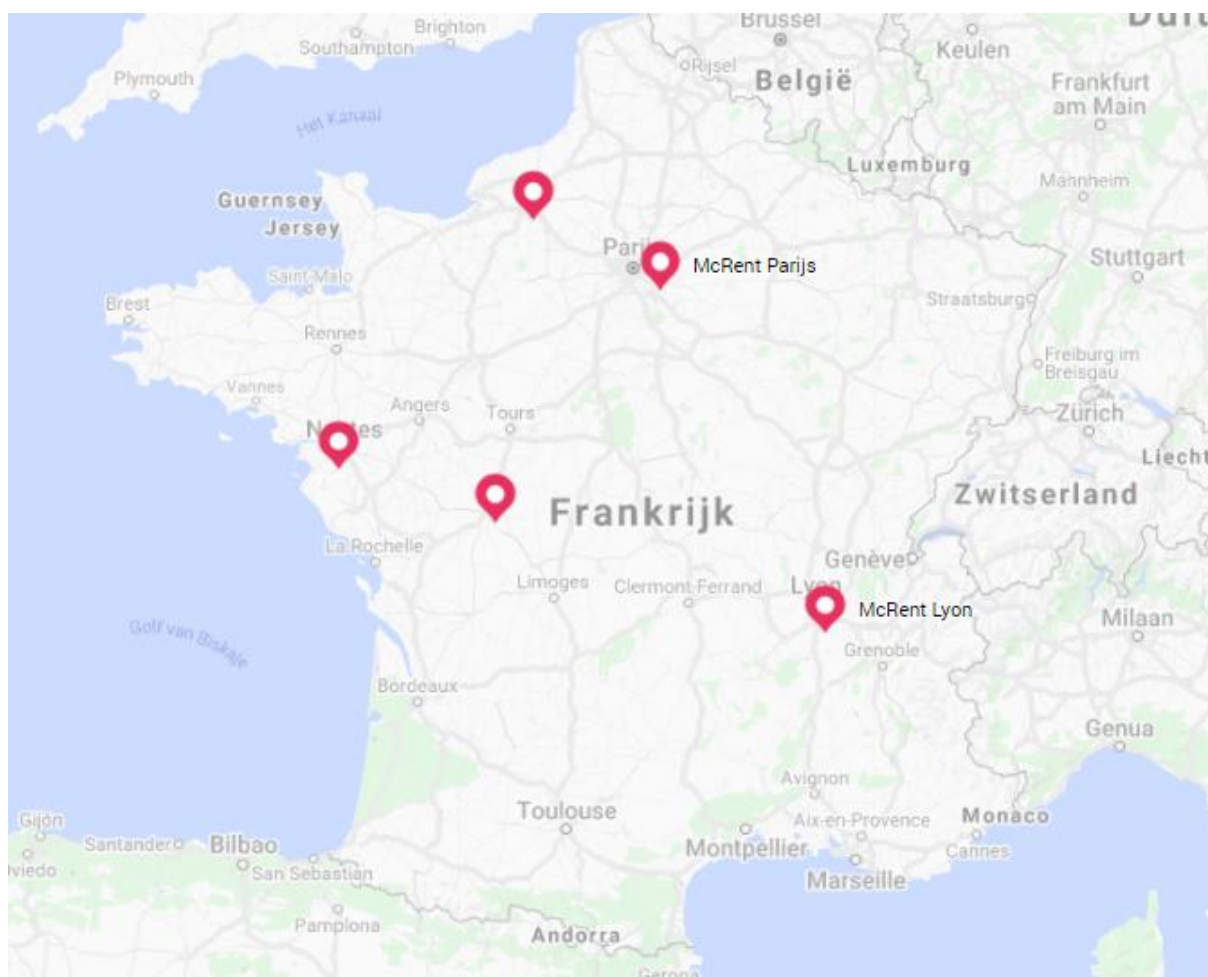 Brussel
Brighton
Southampton
Keulen
Rijsel
Plymouth
België
Frankfurt
am Main
Het Kanaal
Luxemburg
Mannheim
Guernsey
Jersey
McRent Parijs
Stuttgart
Saint-Malo
Straatsburg
Brest
Rennes
Freiburg im
Breisgau
Vannes
Angers
Tours
Zürich
Liecht
Zwitserland
Frankrijk
La Rochelle
Genève
Limoges
Clermont-Ferrand
McRent Lyon
Milaan
Golf van Biskaje
Grenoble
Bordeaux
Genua
Avignon
Toulouse
Monaco
Gijón
Aix-en-Provence
Santander
Bilbao
Montpellier
Cannes
Oviedo
San Sebastian
Marseille
Pamplona
Andorra